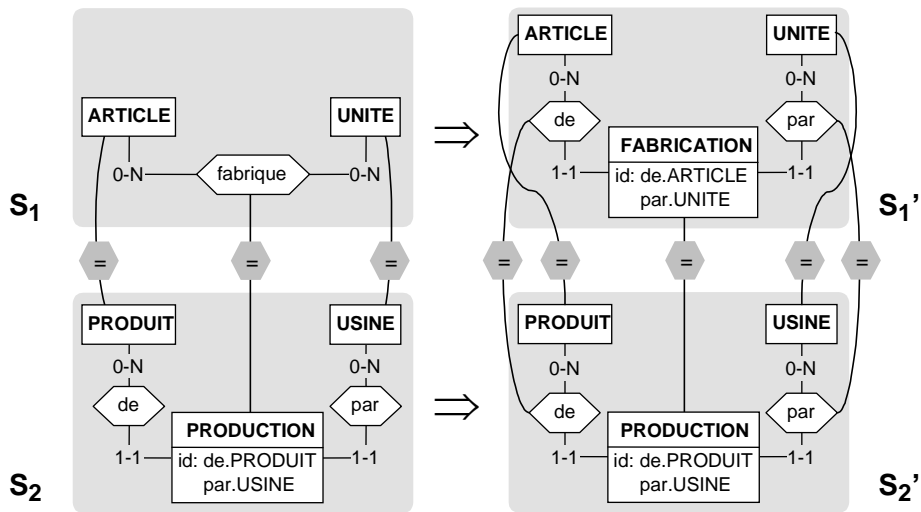 ARTICLE
UNITE
0-N
fabrique
0-N
S1
=
=
=
PRODUIT
USINE
0-N
0-N
de
par
PRODUCTION
1-1
id: de.PRODUIT
par.USINE
1-1
S2
⇒
⇒
ARTICLE
UNITE
0-N
0-N
de
par
FABRICATION
1-1
id: de.ARTICLE
par.UNITE
1-1
S1’
=
=
=
=
=
PRODUIT
USINE
0-N
0-N
de
par
PRODUCTION
1-1
id: de.PRODUIT
par.USINE
1-1
S2’